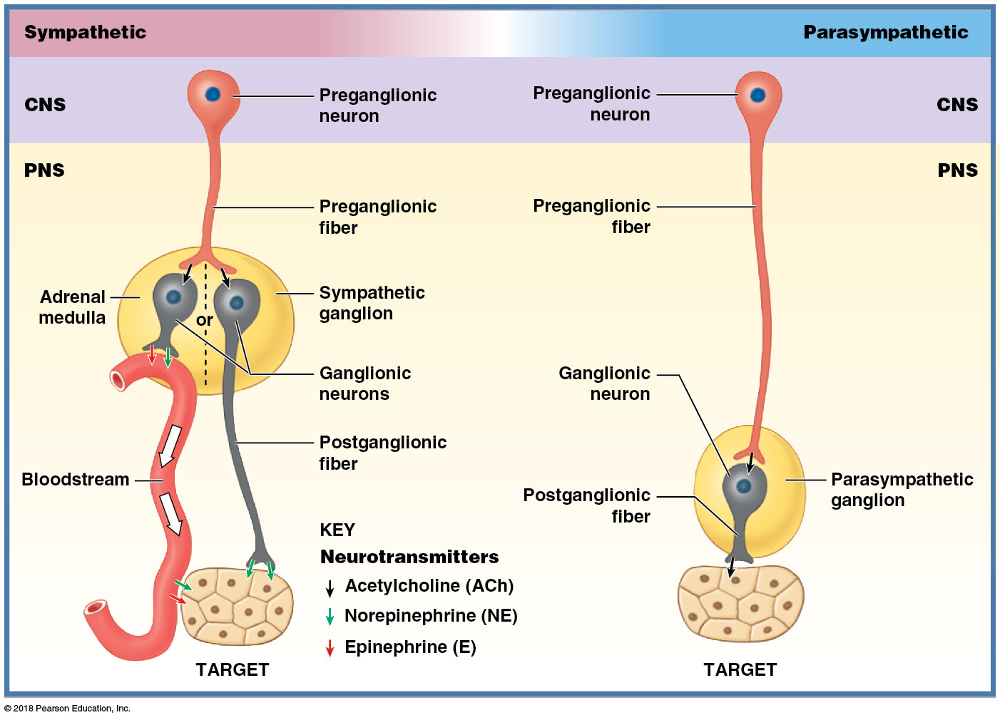 Sympathetic
Parasympathetic
CNS
Preganglionic
neuron
Preganglionic
neuron
CNS
PNS
PNS
Preganglionic
fiber
Preganglionic
fiber
Adrenal
medulla
or
Sympathetic
ganglion
Ganglionic
neurons
Ganglionic
neuron
Postganglionic
fiber
Bloodstream
Postganglionic
fiber
Parasympathetic
ganglion
KEY
Neurotransmitters
Acetylcholine (ACh)
Norepinephrine (NE)
Epinephrine (E)
TARGET
TARGET
© 2018 Pearson Education, Inc.